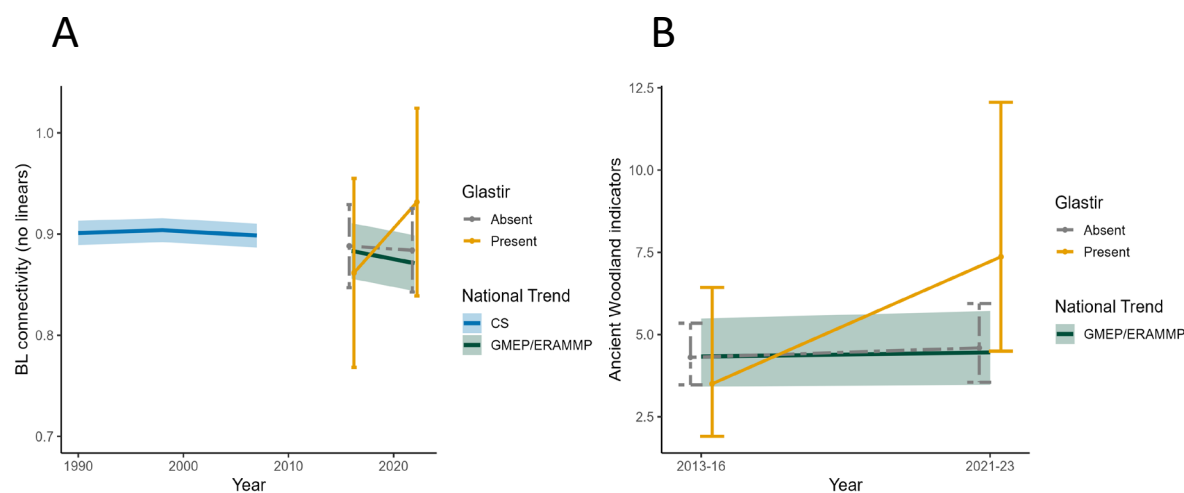 A
BL connectivity (no linears)
1.0
0.9
0.8
0.7
1990
2000
2010
2020
Year
Glastir
Absent
Present
National Trend
CS
GMEP/ERAMMP
B
Ancient Woodland indicators
12.5
10.0
7.5
5.0
2.5
2013-16
2021-23
Year
Glastir
Absent
Present
National Trend
GMEP/ERAMMP